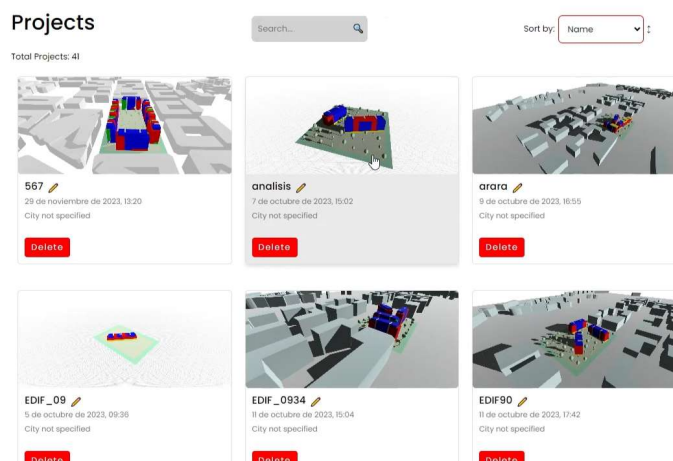 Projects
Search...
Sort by:
Name
Total Projects: 41
567
29 de noviembre de 2023, 13:20
City not specified
Delete
analisis
7 de octubre de 2023, 15:02
City not specified
Delete
arara
9 de octubre de 2023, 16:55
City not specified
Delete
EDIF_09
5 de octubre de 2023, 09:36
City not specified
Delete
EDIF_0934
11 de octubre de 2023, 15:04
City not specified
Delete
EDIF90
11 de octubre de 2023, 17:42
City not specified
Delete